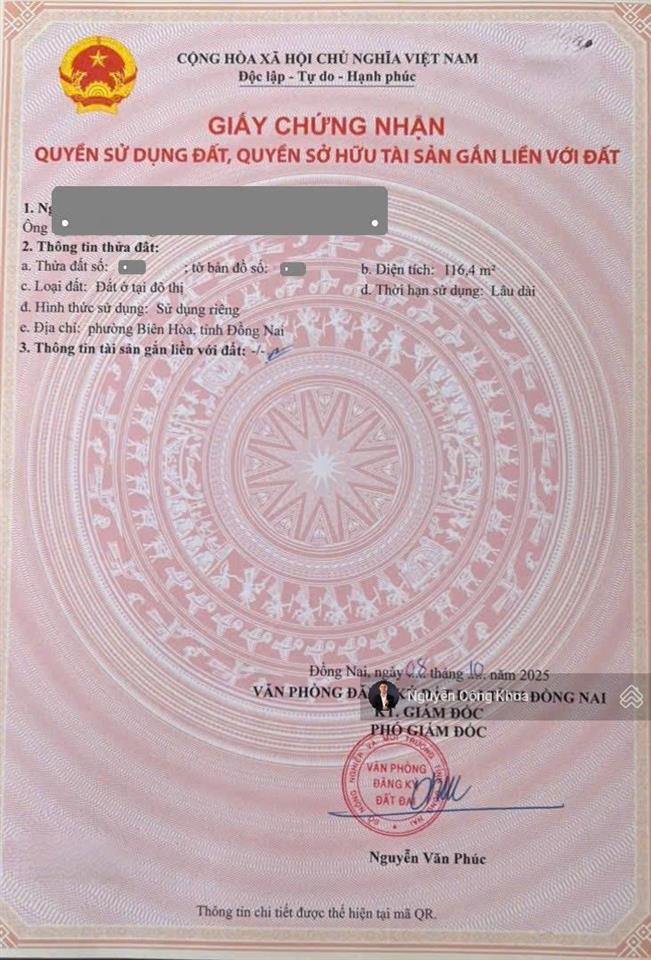 CỘNG HÒA XÃ HỘI CHỦ NGHĨA VIỆT NAM
Độc lập - Tự do - Hạnh phúc
GIẤY CHỨNG NHẬN
QUYỀN SỬ DỤNG ĐẤT, QUYỀN SỞ HỮU TÀI SẢN GẮN LIỀN VỚI ĐẤT
1.
Ông
2. Thông tin thửa đất:
a. Thửa đất số: ; tờ bản đồ số: b. Diện tích: 116,4 m²
c. Loại đất: Đất ở tại đô thị d. Thời hạn sử dụng: Lâu dài
đ. Hình thức sử dụng: Sử dụng riêng
e. Địa chỉ: phường Biên Hòa, tỉnh Đồng Nai
3. Thông tin tài sản gắn liền với đất: -/-
Đồng Nai, ngày 08 tháng 10 năm 2025
VĂN PHÒNG ĐỒNG NAI
Nguyễn Đông Khoa
KT. GIÁM ĐỐC
PHÓ GIÁM ĐỐC
VĂN PHÒNG
ĐĂNG KÝ
ĐẤT ĐAI
Nguyễn Văn Phúc
Thông tin chi tiết được thể hiện tại mã QR.